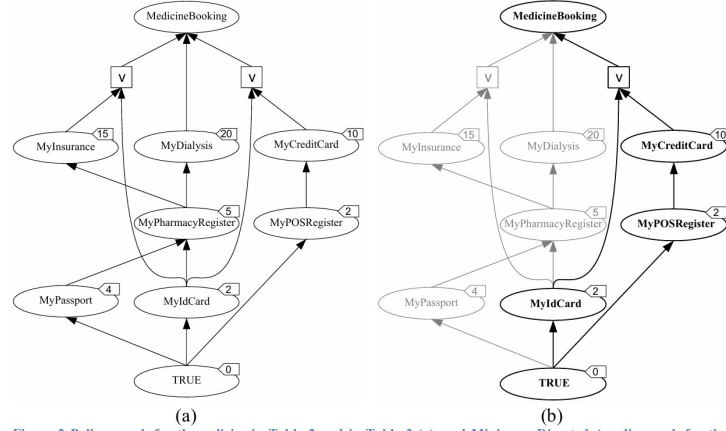 MedicineBooking
V V
15 20 10
MyInsurance MyDialysis MyCreditCard
5 2
MyPharmacyRegister MyPOSRegister
4 2
MyPassport MyIdCard
0
TRUE
(a)
MedicineBooking
V V
15 20 10
MyInsurance MyDialysis MyCreditCard
5 2
MyPharmacyRegister MyPOSRegister
4 2
MyPassport MyIdCard
0
TRUE
(b)